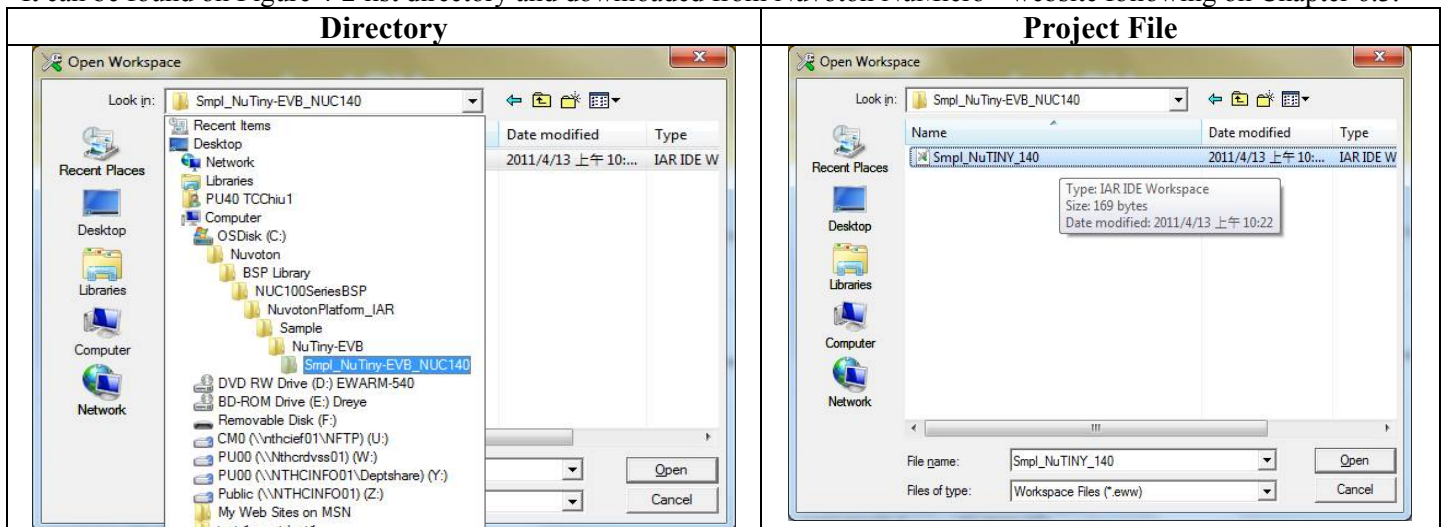 Directory
Project File
Open Workspace
Look in:
Smpl_NuTiny-EVB_NUC140
Recent Items
Desktop
Network
Libraries
PU40 TCChiu1
Computer
OSDisk (C:)
Nuvoton
BSP Library
NUC100SeriesBSP
NuvotonPlatform_IAR
Sample
NuTiny-EVB
Smpl_NuTiny-EVB_NUC140
DVD RW Drive (D:) EWARM-540
BD-ROM Drive (E:) Dreye
Removable Disk (F:)
CM0 (\\nthcief01\NFTP) (U:)
PU00 (\\Nthcrdvss01) (W:)
PU00 (\\NTHCINFO01\Deptshare) (Y:)
Public (\\NTHCINFO01) (Z:)
My Web Sites on MSN
Recent Places
Desktop
Libraries
Computer
Network
Date modified
Type
2011/4/13 上午 10:...
IAR IDE W
Open
Cancel
Open Workspace
Look in:
Smpl_NuTiny-EVB_NUC140
Recent Places
Desktop
Libraries
Computer
Network
Name
Date modified
Type
Smpl_NuTINY_140
2011/4/13 上午 10:...
IAR IDE W
Type: IAR IDE Workspace
Size: 169 bytes
Date modified: 2011/4/13 上午 10:22
File name:
Smpl_NuTINY_140
Open
Files of type:
Workspace Files (*.eww)
Cancel